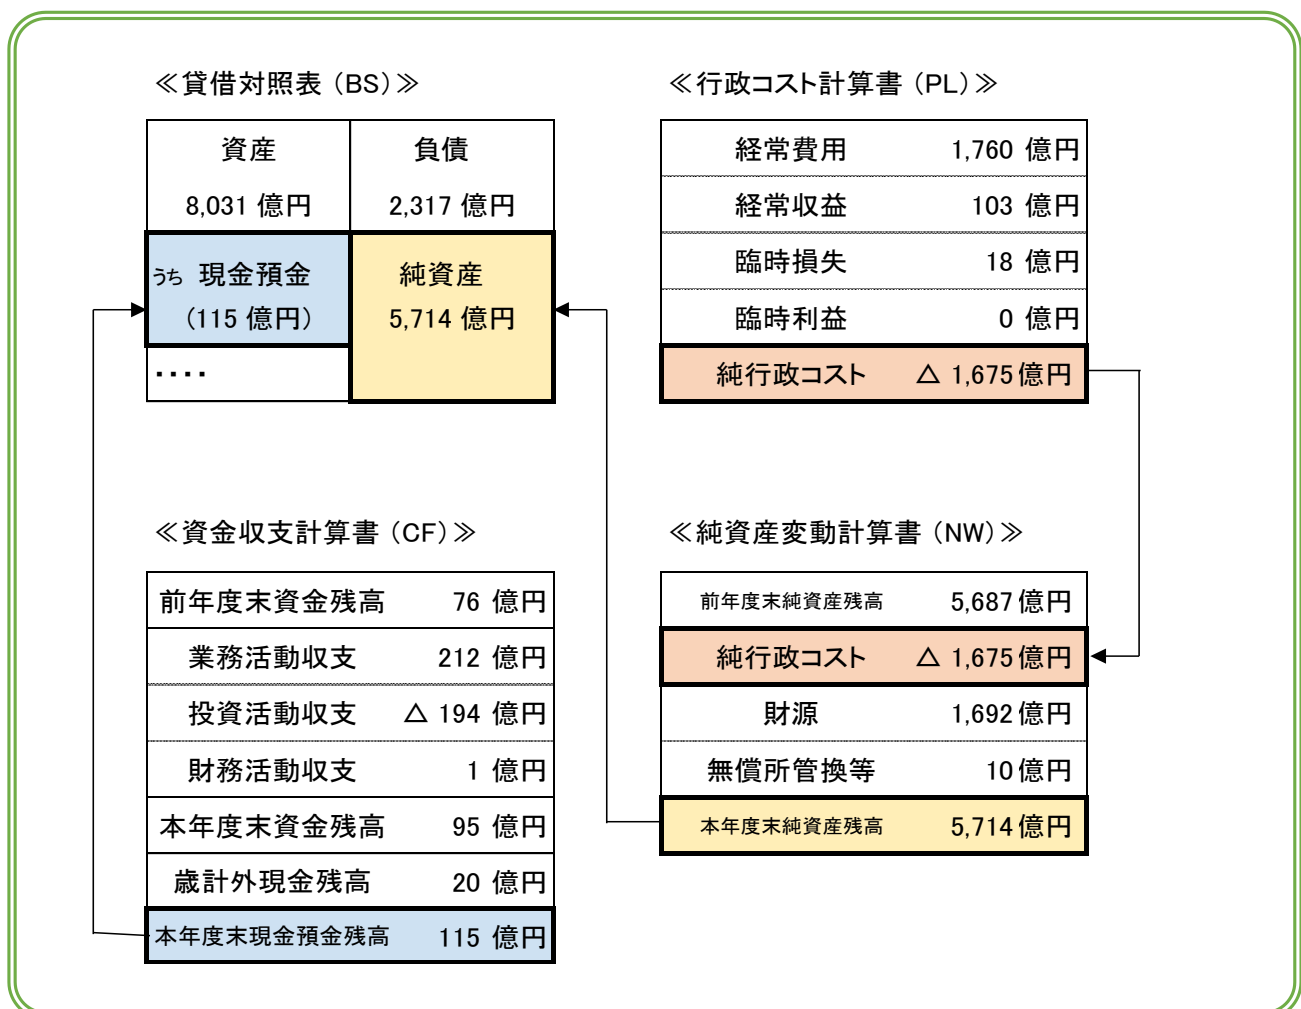 ≪貸借対照表（BS）≫
資産 負債
8,031 億円 2,317 億円
うち 現金預金 純資産
（115 億円） 5,714 億円
・・・・
≪行政コスト計算書（PL）≫
経常費用 1,760 億円
経常収益 103 億円
臨時損失 18 億円
臨時利益 0 億円
純行政コスト △ 1,675 億円
≪資金収支計算書（CF）≫
前年度末資金残高 76 億円
業務活動収支 212 億円
投資活動収支 △ 194 億円
財務活動収支 1 億円
本年度末資金残高 95 億円
歳計外現金残高 20 億円
本年度末現金預金残高 115 億円
≪純資産変動計算書（NW）≫
前年度末純資産残高 5,687 億円
純行政コスト △ 1,675 億円
財源 1,692 億円
無償所管換等 10 億円
本年度末純資産残高 5,714 億円